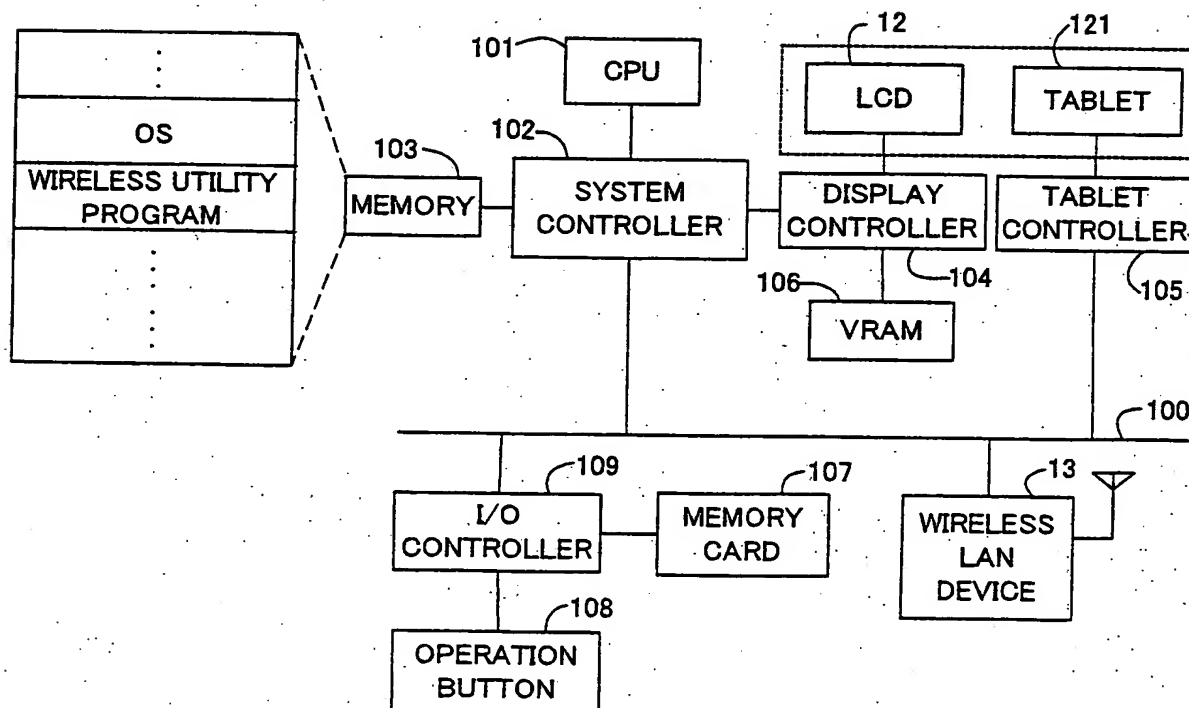 12
121
101
CPU
LCD
TABLET
OS
102
103
WIRELESS UTILITY
PROGRAM
MEMORY
SYSTEM
CONTROLLER
DISPLAY
CONTROLLER
TABLET
CONTROLLER
104
105
106
VRAM
100
109
107
13
I/O
CONTROLLER
MEMORY
CARD
WIRELESS
LAN
DEVICE
108
OPERATION
BUTTON